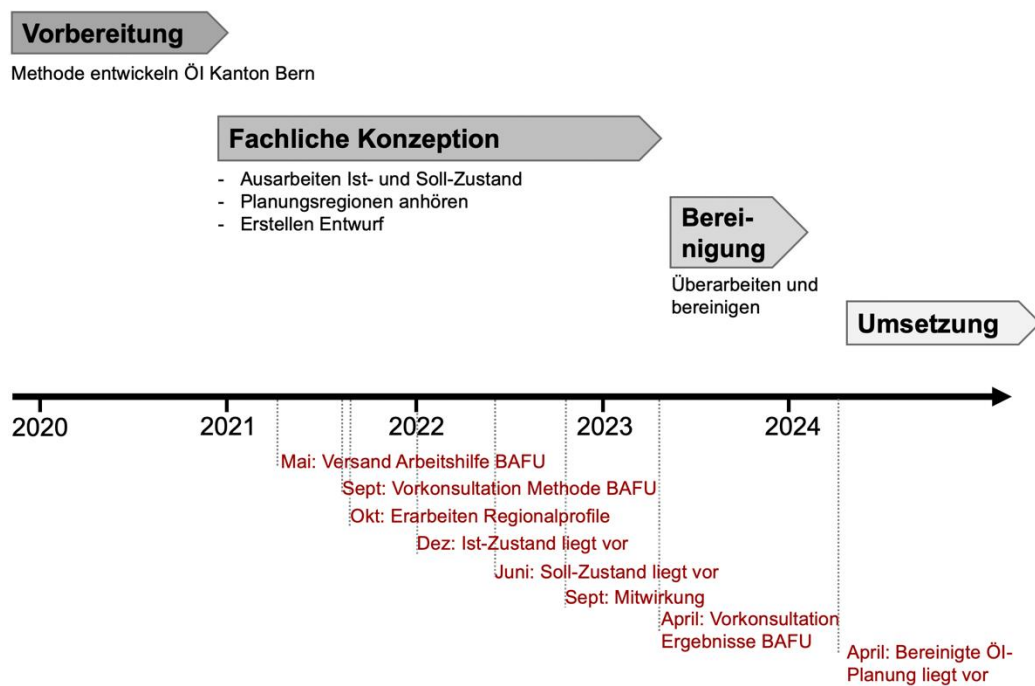 Vorbereitung
Methode entwickeln ÖI Kanton Bern
Fachliche Konzeption
- Ausarbeiten Ist- und Soll-Zustand
- Planungsregionen anhören
- Erstellen Entwurf
Berei-
nigung
Überarbeiten und
bereinigen
Umsetzung
2020 2021 2022 2023 2024
Mai: Versand Arbeitshilfe BAFU
Sept: Vorkonsultation Methode BAFU
Okt: Erarbeiten Regionalprofile
Dez: Ist-Zustand liegt vor
Juni: Soll-Zustand liegt vor
Sept: Mitwirkung
April: Vorkonsultation
Ergebnisse BAFU
April: Bereinigte ÖI-
Planung liegt vor